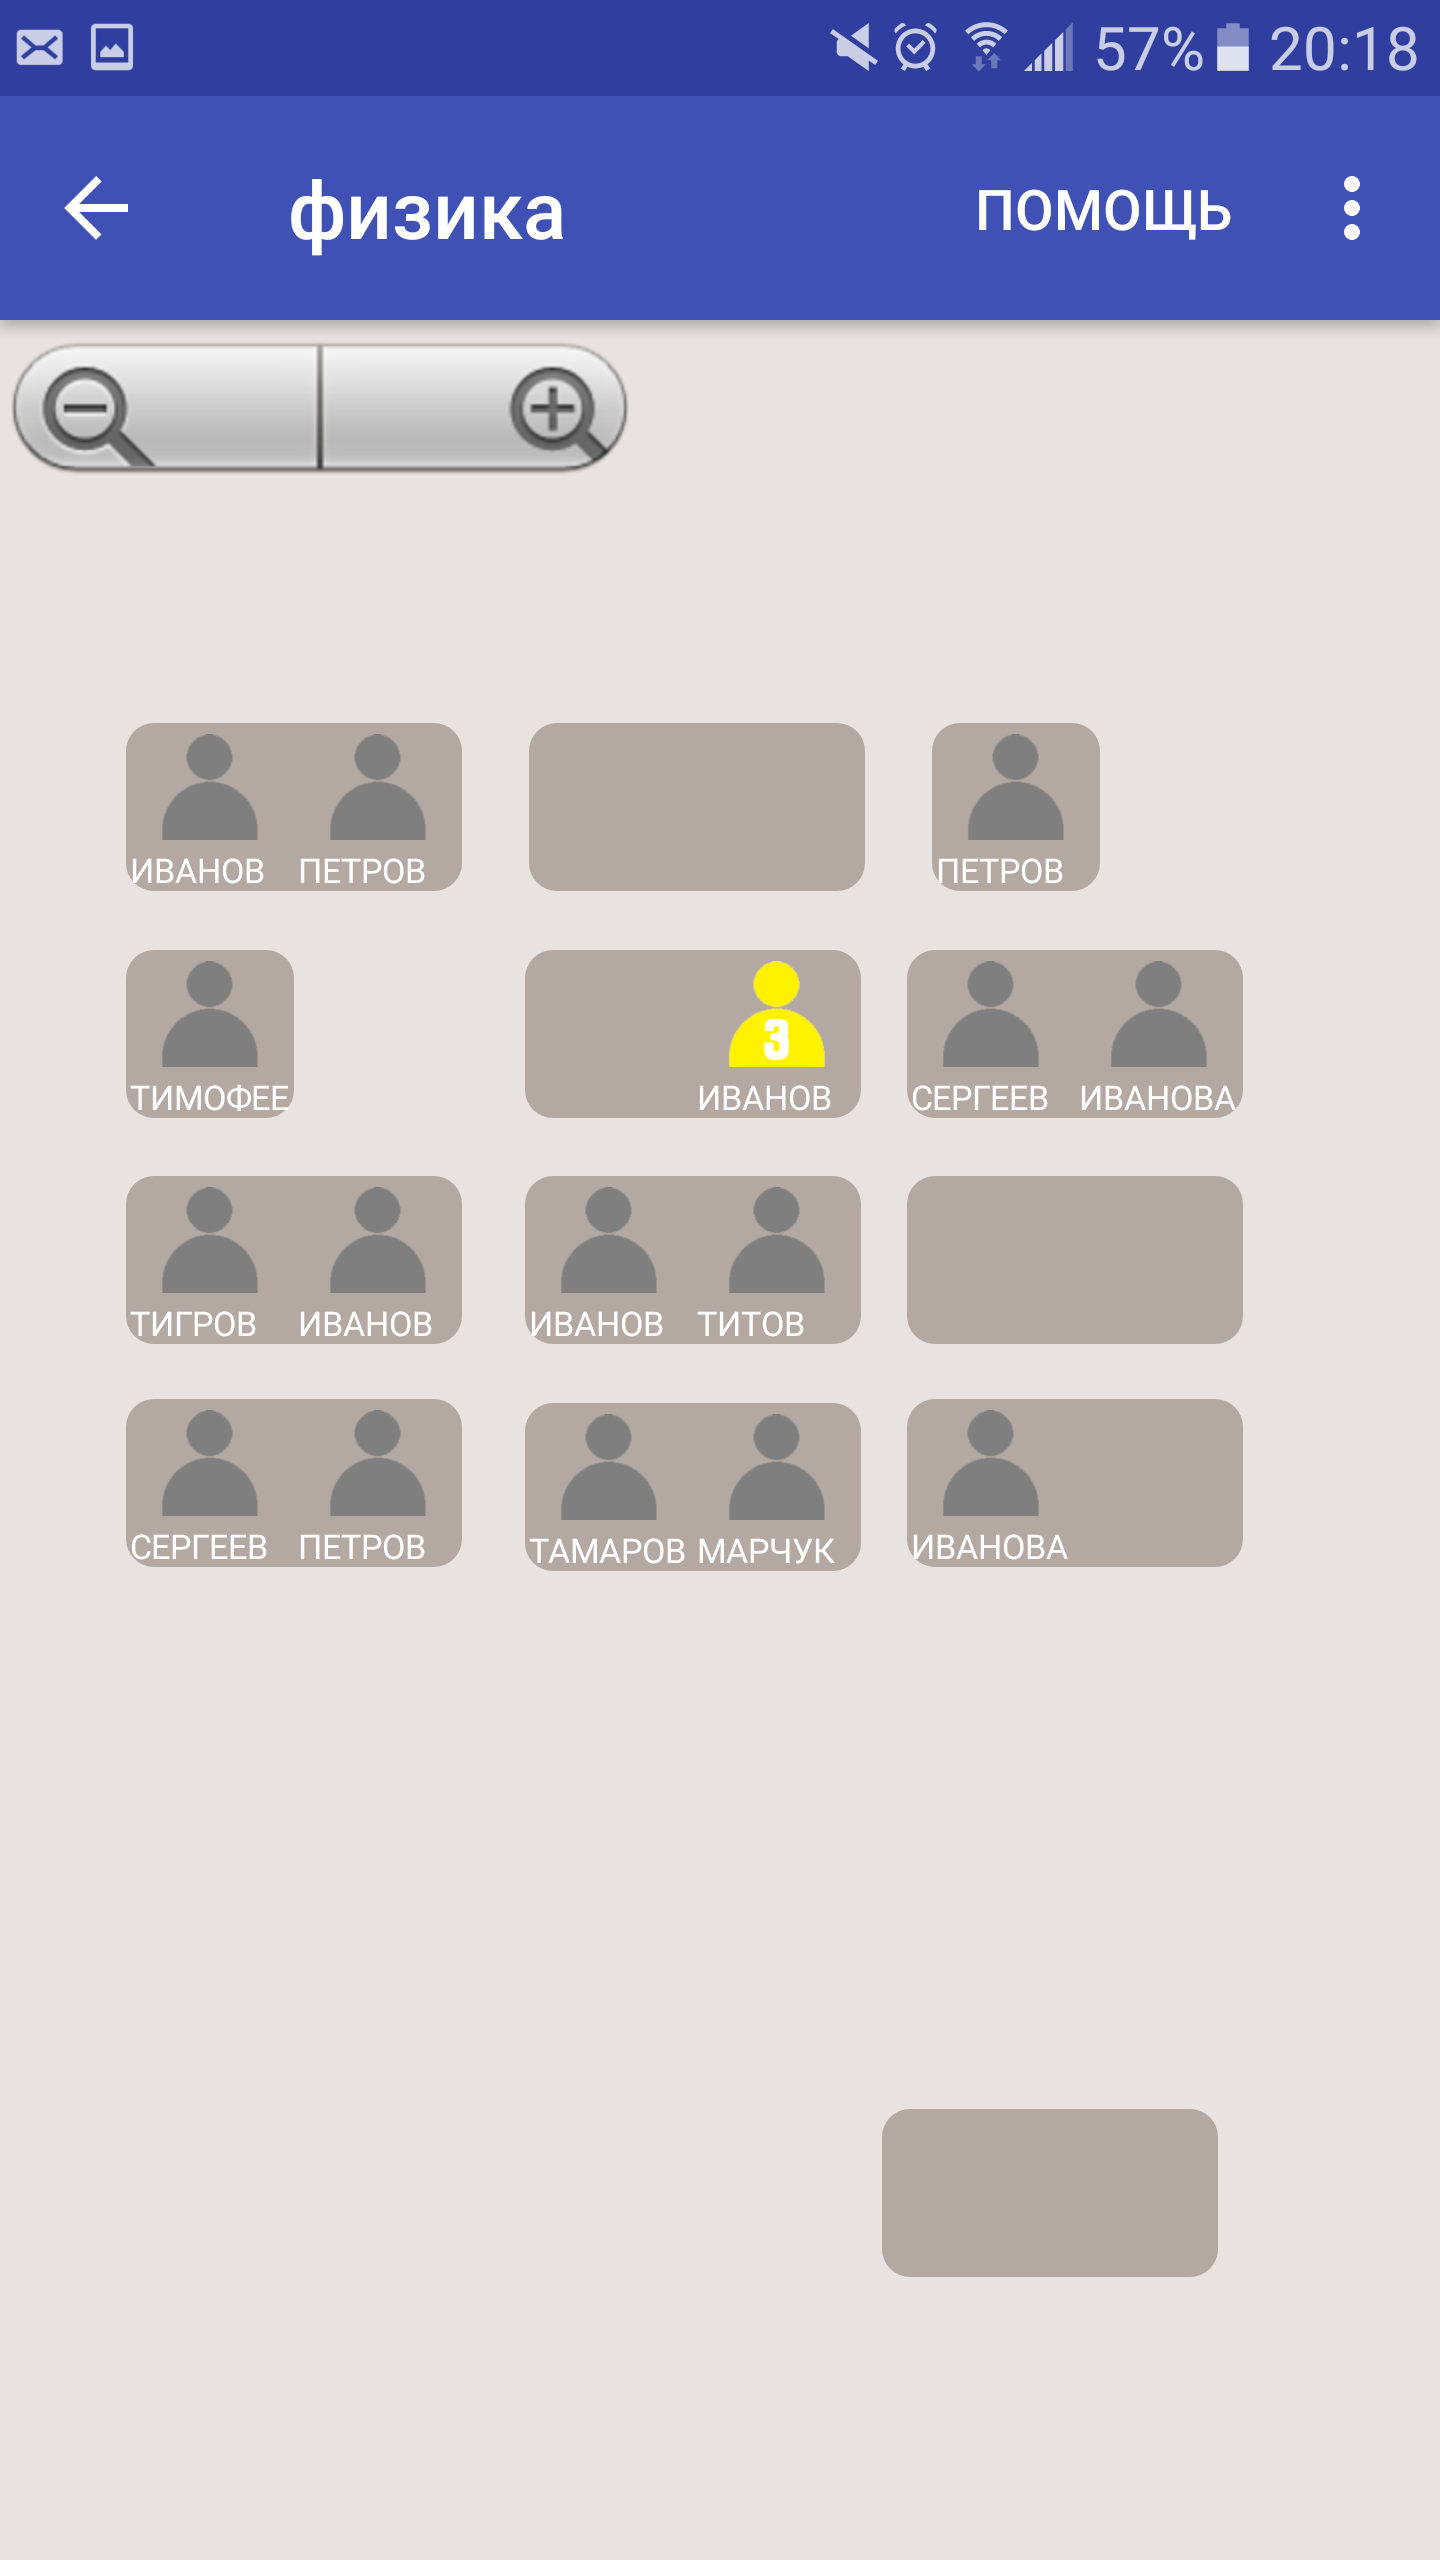 57% 20:18
физика ПОМОЩЬ
ИВАНОВ ПЕТРОВ ПЕТРОВ
3
ТИМОФЕЕ ИВАНОВ СЕРГЕЕВ ИВАНОВА
ТИГРОВ ИВАНОВ ИВАНОВ ТИТОВ
СЕРГЕЕВ ПЕТРОВ ТАМАРОВ МАРЧУК ИВАНОВА